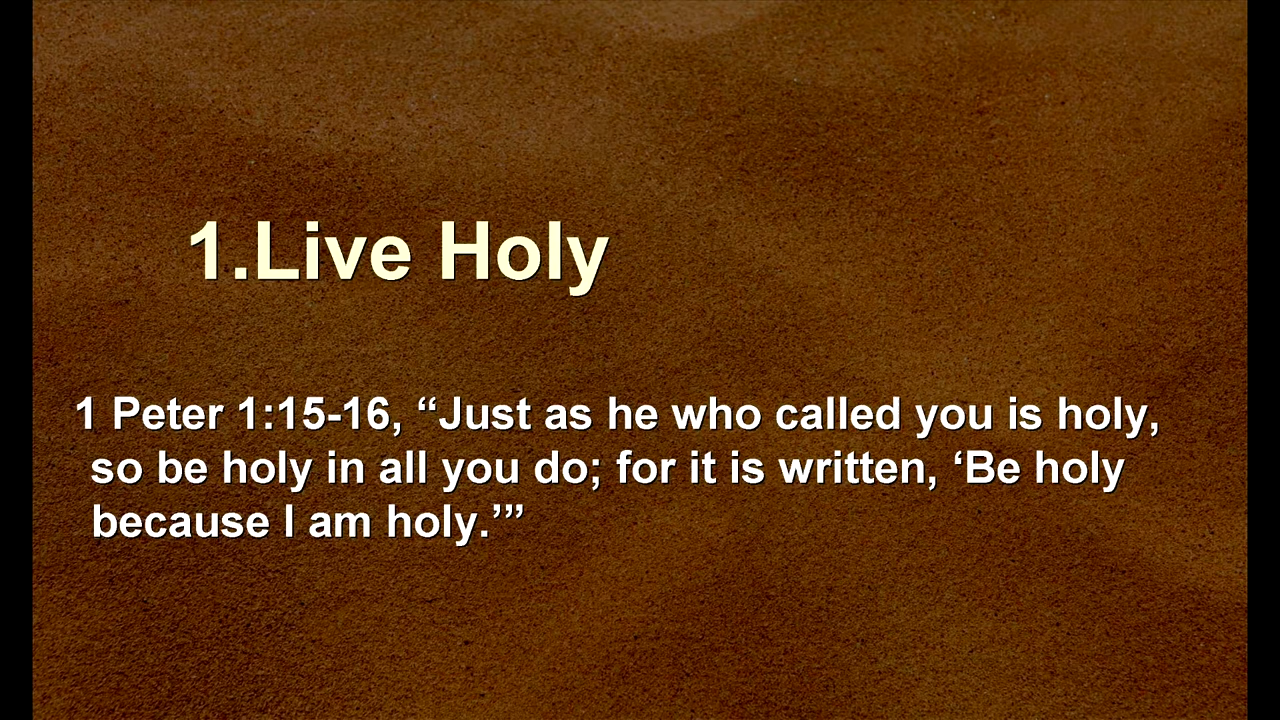 1.Live Holy
1 Peter 1:15-16, “Just as he who called you is holy,
so be holy in all you do; for it is written, ‘Be holy
because I am holy.’”